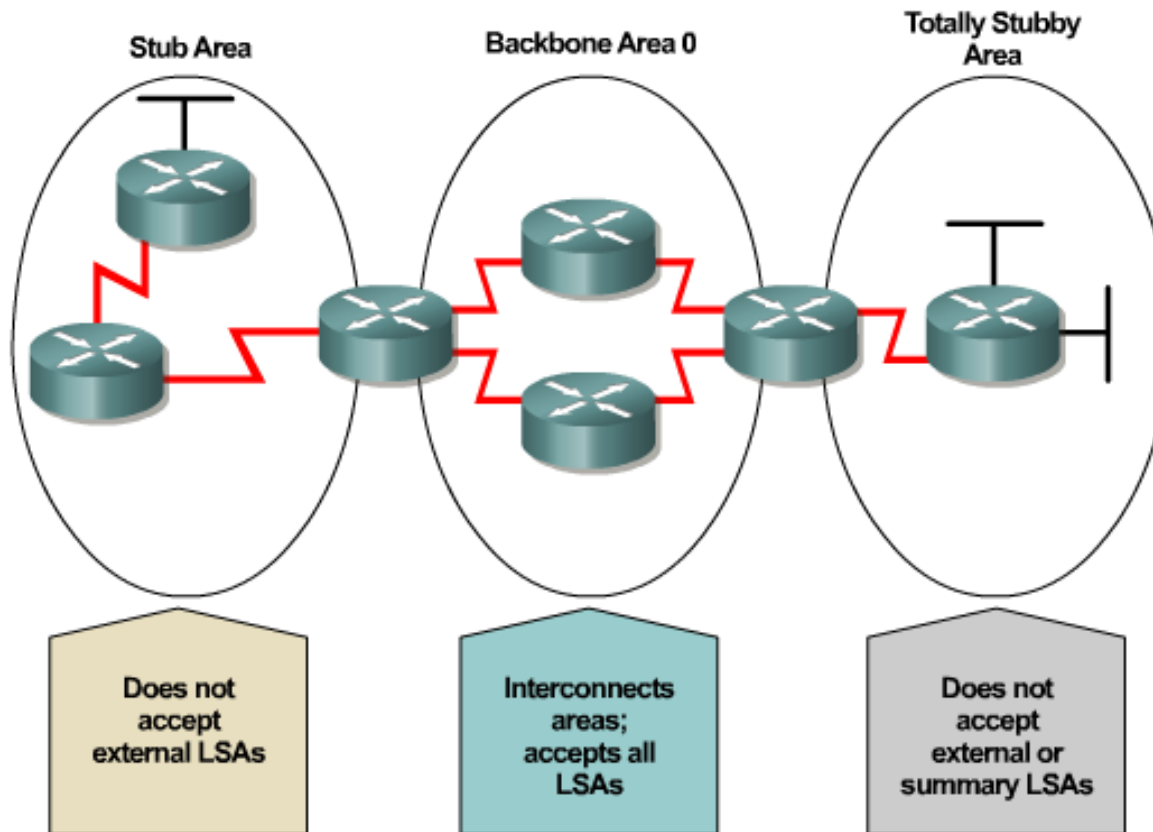 Stub Area
Backbone Area 0
Totally Stubby
Area
Does not
accept
external LSAs
Interconnects
areas;
accepts all
LSAs
Does not
accept
external or
summary LSAs